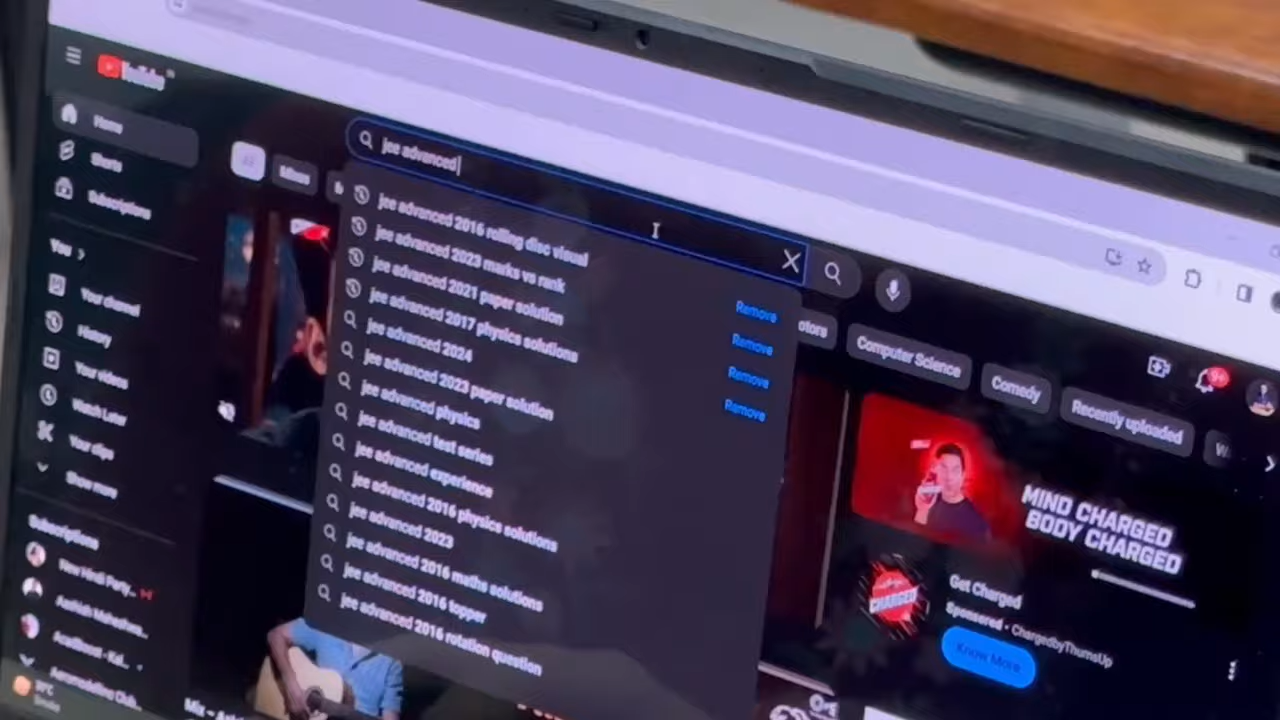 YouTube
jee advanced
Home
Shorts
Subscriptions
All
Mixes
jee advanced 2016 rolling disc visual
jee advanced 2023 marks vs rank
jee advanced 2021 paper solution
jee advanced 2017 physics solutions
jee advanced 2024
jee advanced 2023 paper solution
jee advanced physics
jee advanced test series
jee advanced experience
jee advanced 2016 physics solutions
jee advanced 2023
jee advanced 2016 maths solutions
jee advanced 2016 topper
jee advanced 2016 rotation question
Remove
Remove
Remove
Remove
You
Your channel
History
Your videos
Watch Later
Your clips
Show more
Subscriptions
New Hindi Party...
Aeromodelling Club...
Computer Science
Comedy
Recently uploaded
9+
MIND CHARGED
BODY CHARGED
CHARGED
Get Charged
Sponsored · ChargedbyThumsUp
Know More
Mix -